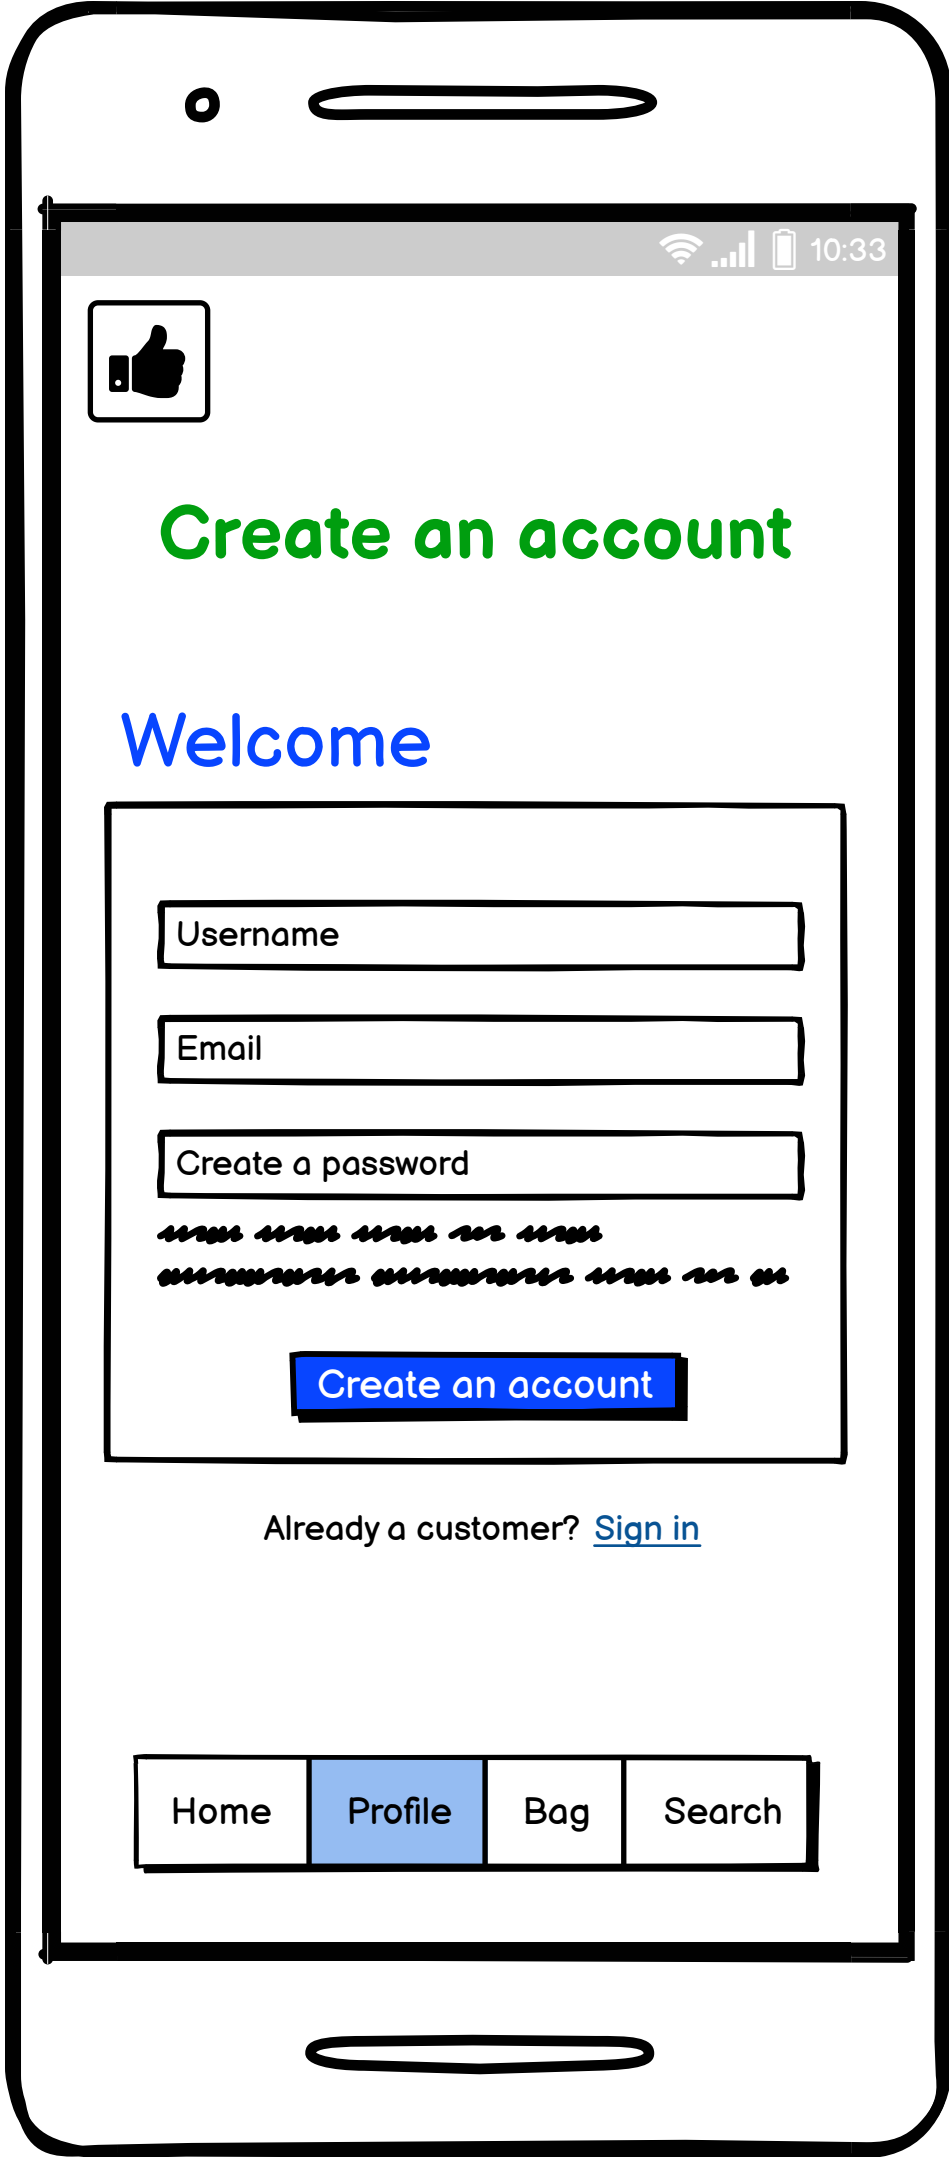 10:33
Create an account
Welcome
Username
Email
Create a password
Create an account
Already a customer? Sign in
Home Profile Bag Search